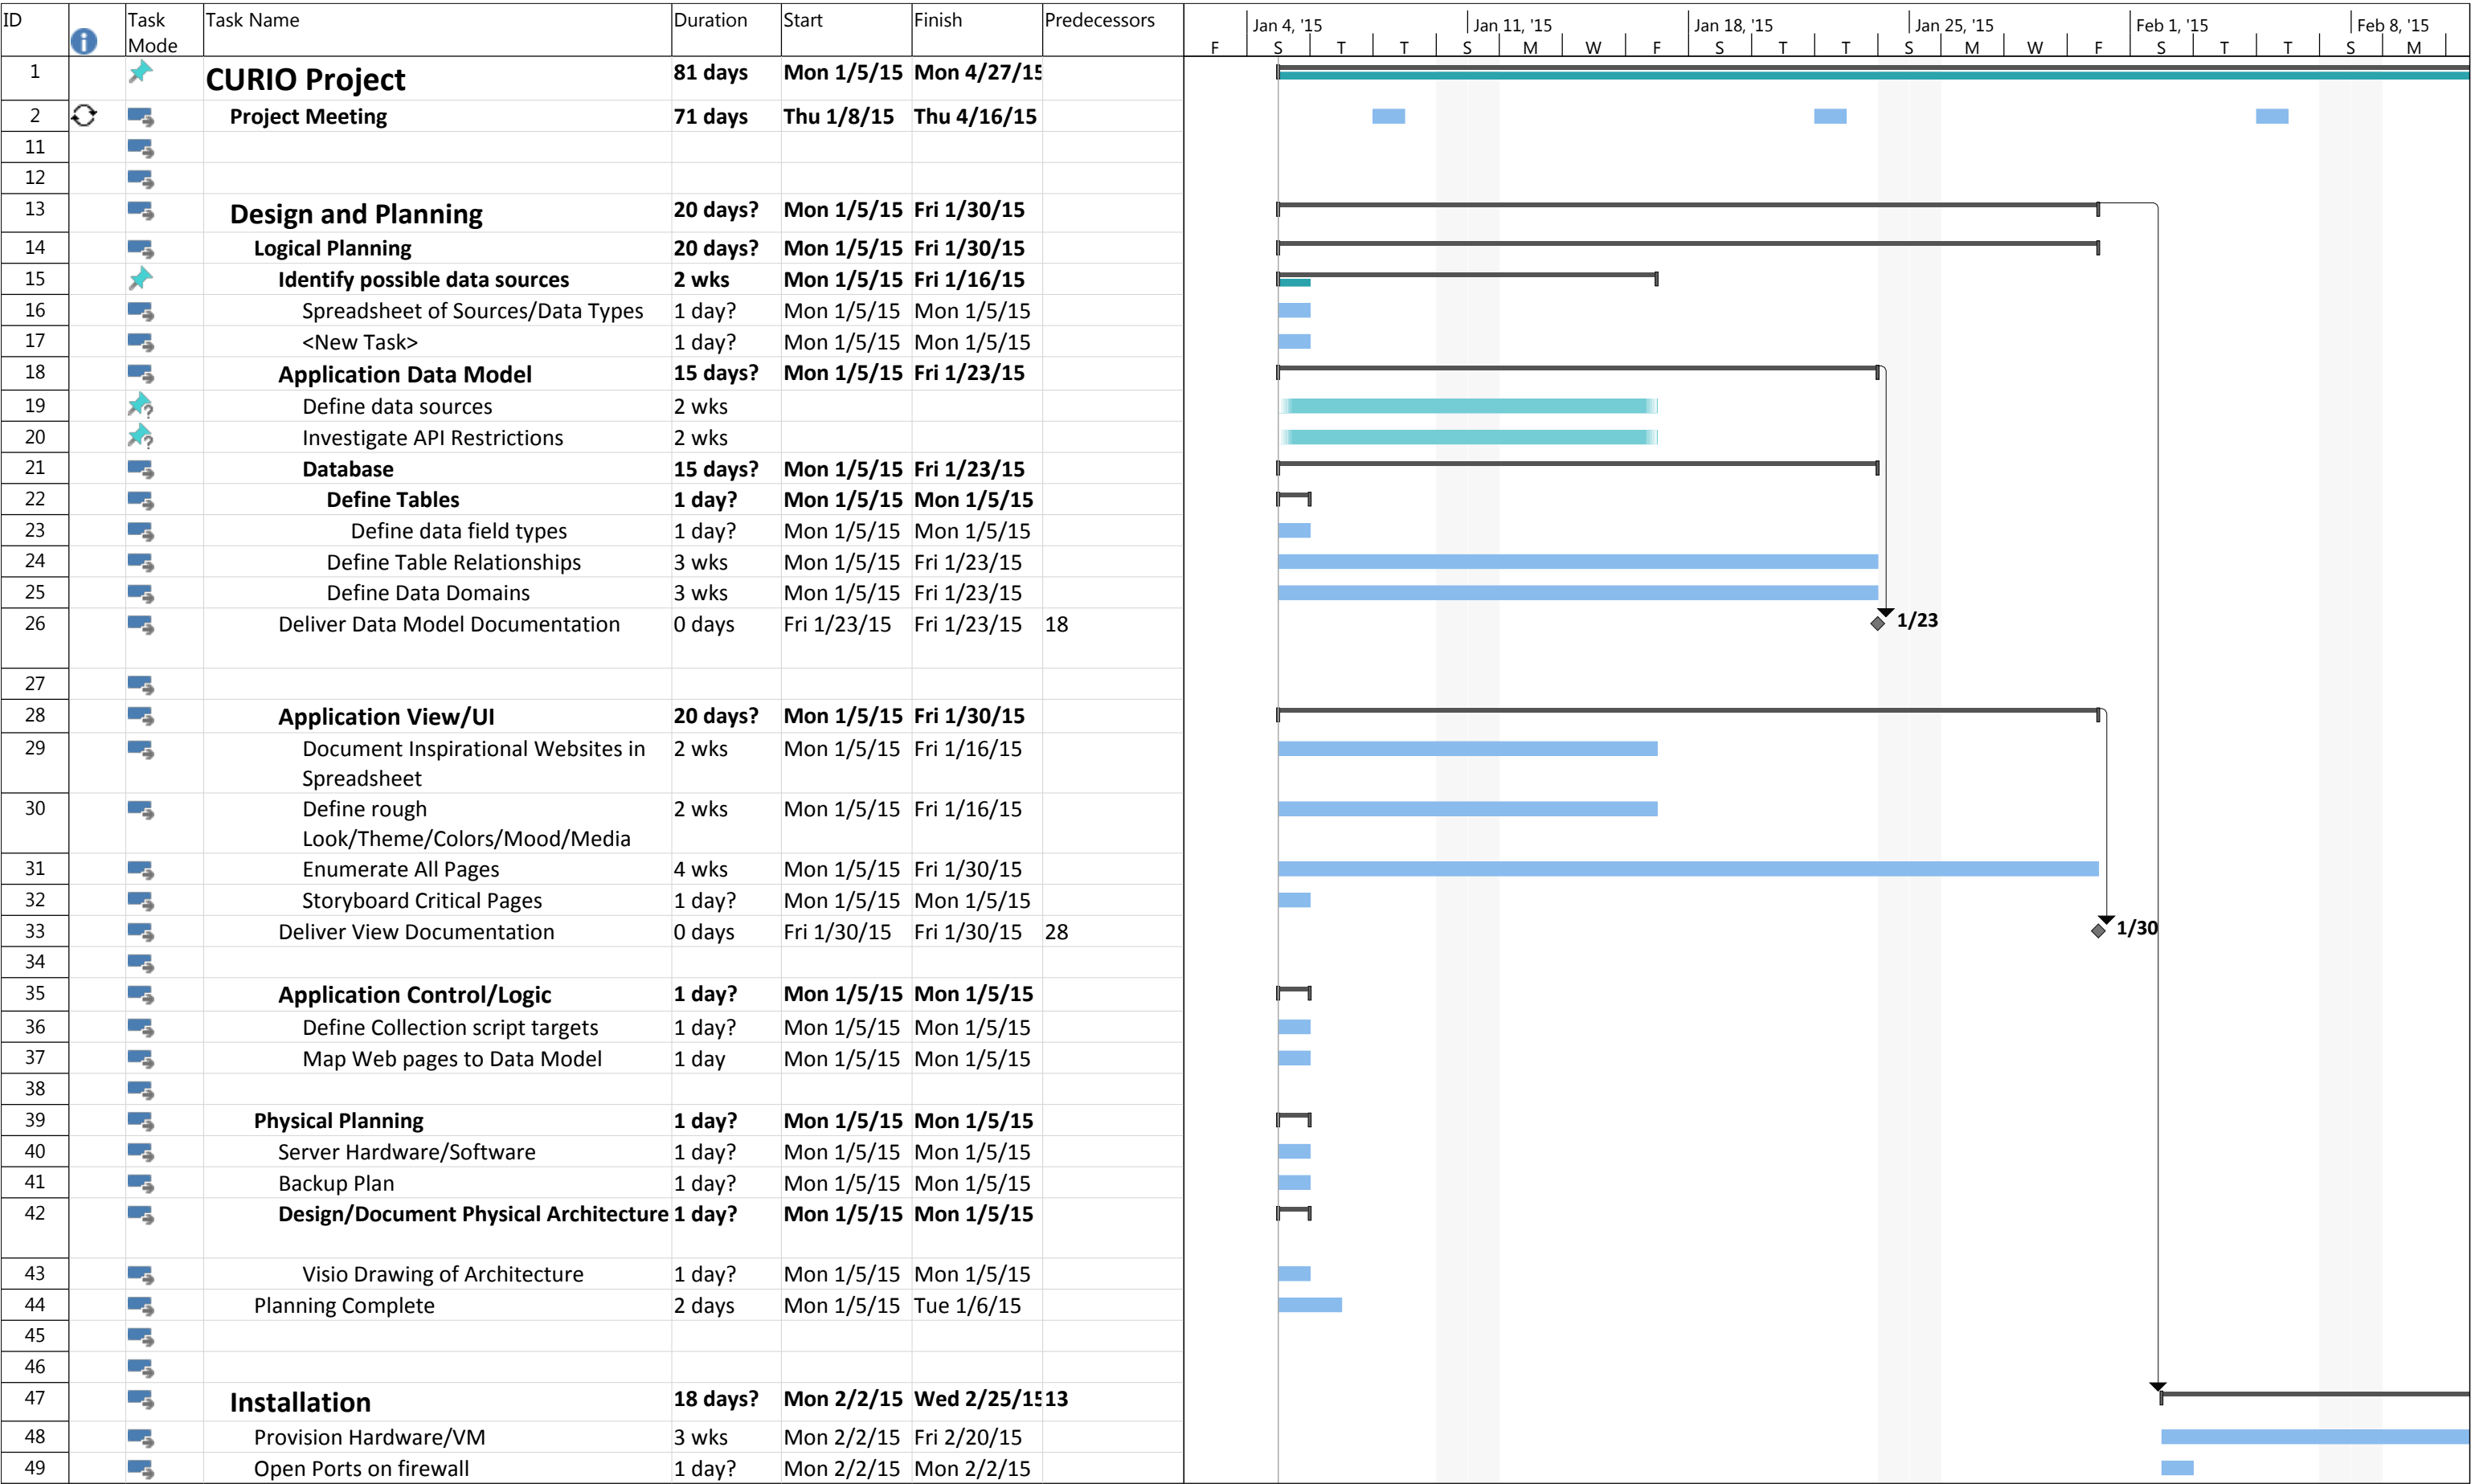 ID Task Mode Task Name Duration Start Finish Predecessors
Jan 4, '15 Jan 11, '15 Jan 18, '15 Jan 25, '15 Feb 1, '15 Feb 8, '15
F S T T S M W F S T T S M W F S T T S M
1 CURIO Project 81 days Mon 1/5/15 Mon 4/27/15
2 Project Meeting 71 days Thu 1/8/15 Thu 4/16/15
11
12
13 Design and Planning 20 days? Mon 1/5/15 Fri 1/30/15
14 Logical Planning 20 days? Mon 1/5/15 Fri 1/30/15
15 Identify possible data sources 2 wks Mon 1/5/15 Fri 1/16/15
16 Spreadsheet of Sources/Data Types 1 day? Mon 1/5/15 Mon 1/5/15
17 <New Task> 1 day? Mon 1/5/15 Mon 1/5/15
18 Application Data Model 15 days? Mon 1/5/15 Fri 1/23/15
19 Define data sources 2 wks
20 Investigate API Restrictions 2 wks
21 Database 15 days? Mon 1/5/15 Fri 1/23/15
22 Define Tables 1 day? Mon 1/5/15 Mon 1/5/15
23 Define data field types 1 day? Mon 1/5/15 Mon 1/5/15
24 Define Table Relationships 3 wks Mon 1/5/15 Fri 1/23/15
25 Define Data Domains 3 wks Mon 1/5/15 Fri 1/23/15
26 Deliver Data Model Documentation 0 days Fri 1/23/15 Fri 1/23/15 18 1/23
27
28 Application View/UI 20 days? Mon 1/5/15 Fri 1/30/15
29 Document Inspirational Websites in 2 wks Mon 1/5/15 Fri 1/16/15
Spreadsheet
30 Define rough 2 wks Mon 1/5/15 Fri 1/16/15
Look/Theme/Colors/Mood/Media
31 Enumerate All Pages 4 wks Mon 1/5/15 Fri 1/30/15
32 Storyboard Critical Pages 1 day? Mon 1/5/15 Mon 1/5/15
33 Deliver View Documentation 0 days Fri 1/30/15 Fri 1/30/15 28 1/30
34
35 Application Control/Logic 1 day? Mon 1/5/15 Mon 1/5/15
36 Define Collection script targets 1 day? Mon 1/5/15 Mon 1/5/15
37 Map Web pages to Data Model 1 day Mon 1/5/15 Mon 1/5/15
38
39 Physical Planning 1 day? Mon 1/5/15 Mon 1/5/15
40 Server Hardware/Software 1 day? Mon 1/5/15 Mon 1/5/15
41 Backup Plan 1 day? Mon 1/5/15 Mon 1/5/15
42 Design/Document Physical Architecture 1 day? Mon 1/5/15 Mon 1/5/15
43 Visio Drawing of Architecture 1 day? Mon 1/5/15 Mon 1/5/15
44 Planning Complete 2 days Mon 1/5/15 Tue 1/6/15
45
46
47 Installation 18 days? Mon 2/2/15 Wed 2/25/15 13
48 Provision Hardware/VM 3 wks Mon 2/2/15 Fri 2/20/15
49 Open Ports on firewall 1 day? Mon 2/2/15 Mon 2/2/15